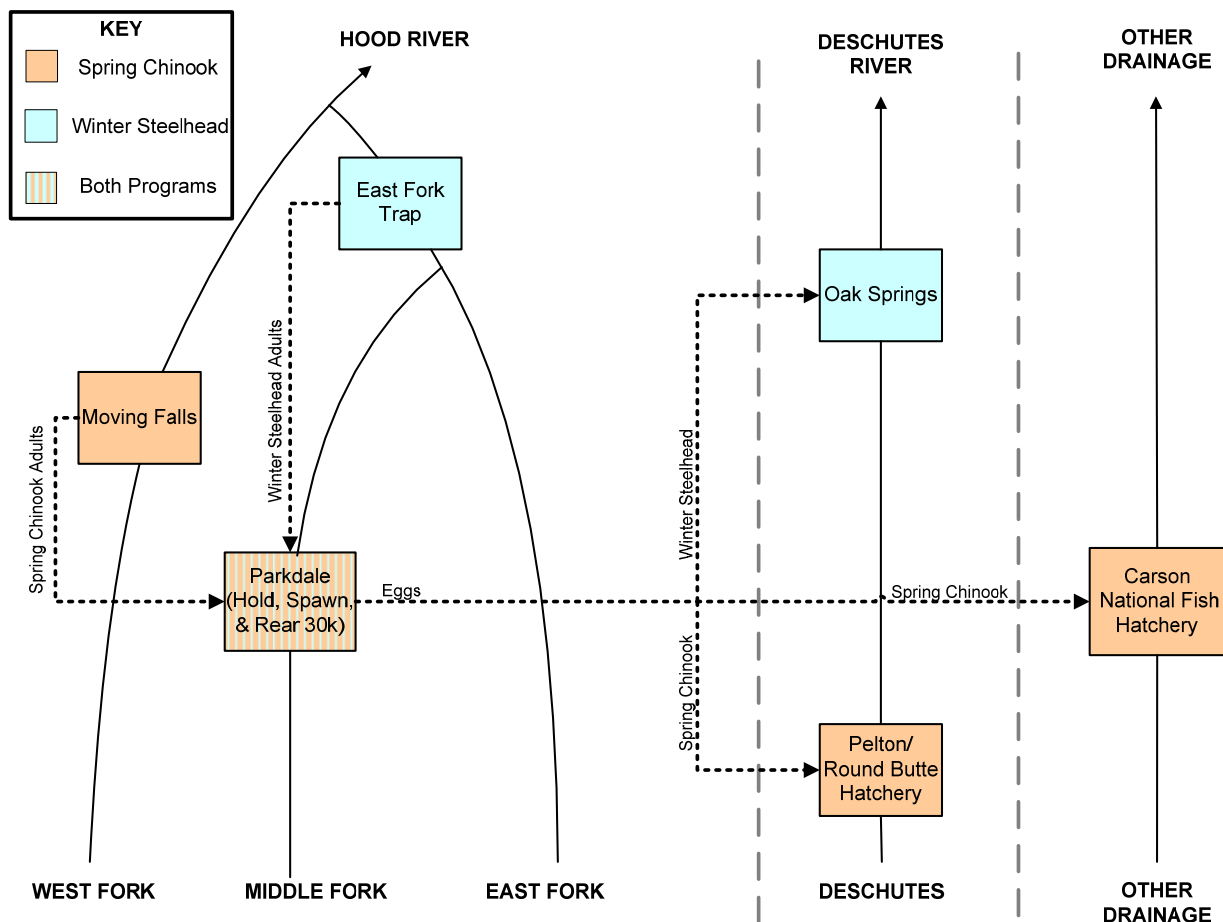 KEY
Spring Chinook
Winter Steelhead
Both Programs
HOOD RIVER
DESCHUTES
RIVER
OTHER
DRAINAGE
East Fork
Trap
Oak Springs
Moving Falls
Winter Steelhead Adults
Spring Chinook Adults
Winter Steelhead
Parkdale
(Hold, Spawn,
& Rear 30k)
Eggs
Spring Chinook
Carson
National Fish
Hatchery
Spring Chinook
Pelton/
Round Butte
Hatchery
WEST FORK
MIDDLE FORK
EAST FORK
DESCHUTES
OTHER
DRAINAGE